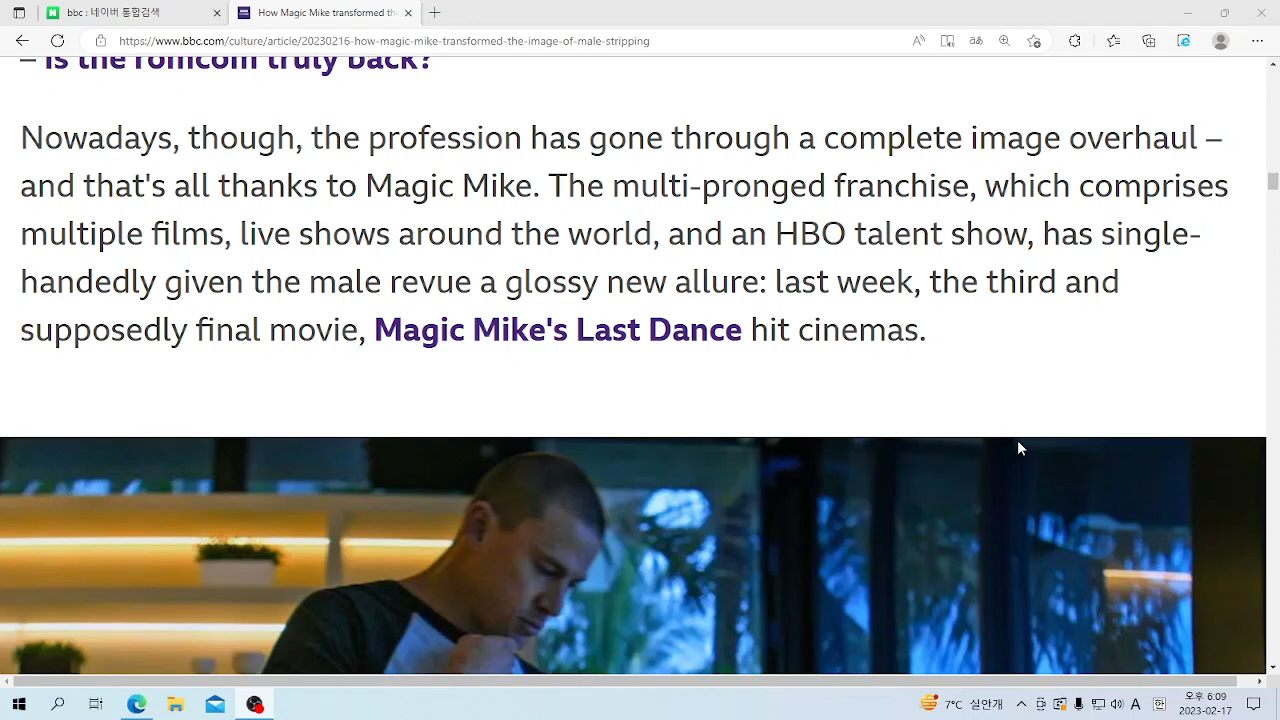 bbc : 네이버 통합검색
How Magic Mike transformed th
https://www.bbc.com/culture/article/20230216-how-magic-mike-transformed-the-image-of-male-stripping
– Is the romcom truly back?
Nowadays, though, the profession has gone through a complete image overhaul –
and that's all thanks to Magic Mike. The multi-pronged franchise, which comprises
multiple films, live shows around the world, and an HBO talent show, has single-
handedly given the male revue a glossy new allure: last week, the third and
supposedly final movie, Magic Mike's Last Dance hit cinemas.
7°C 실안개
A
오후 6:09
2023-02-17